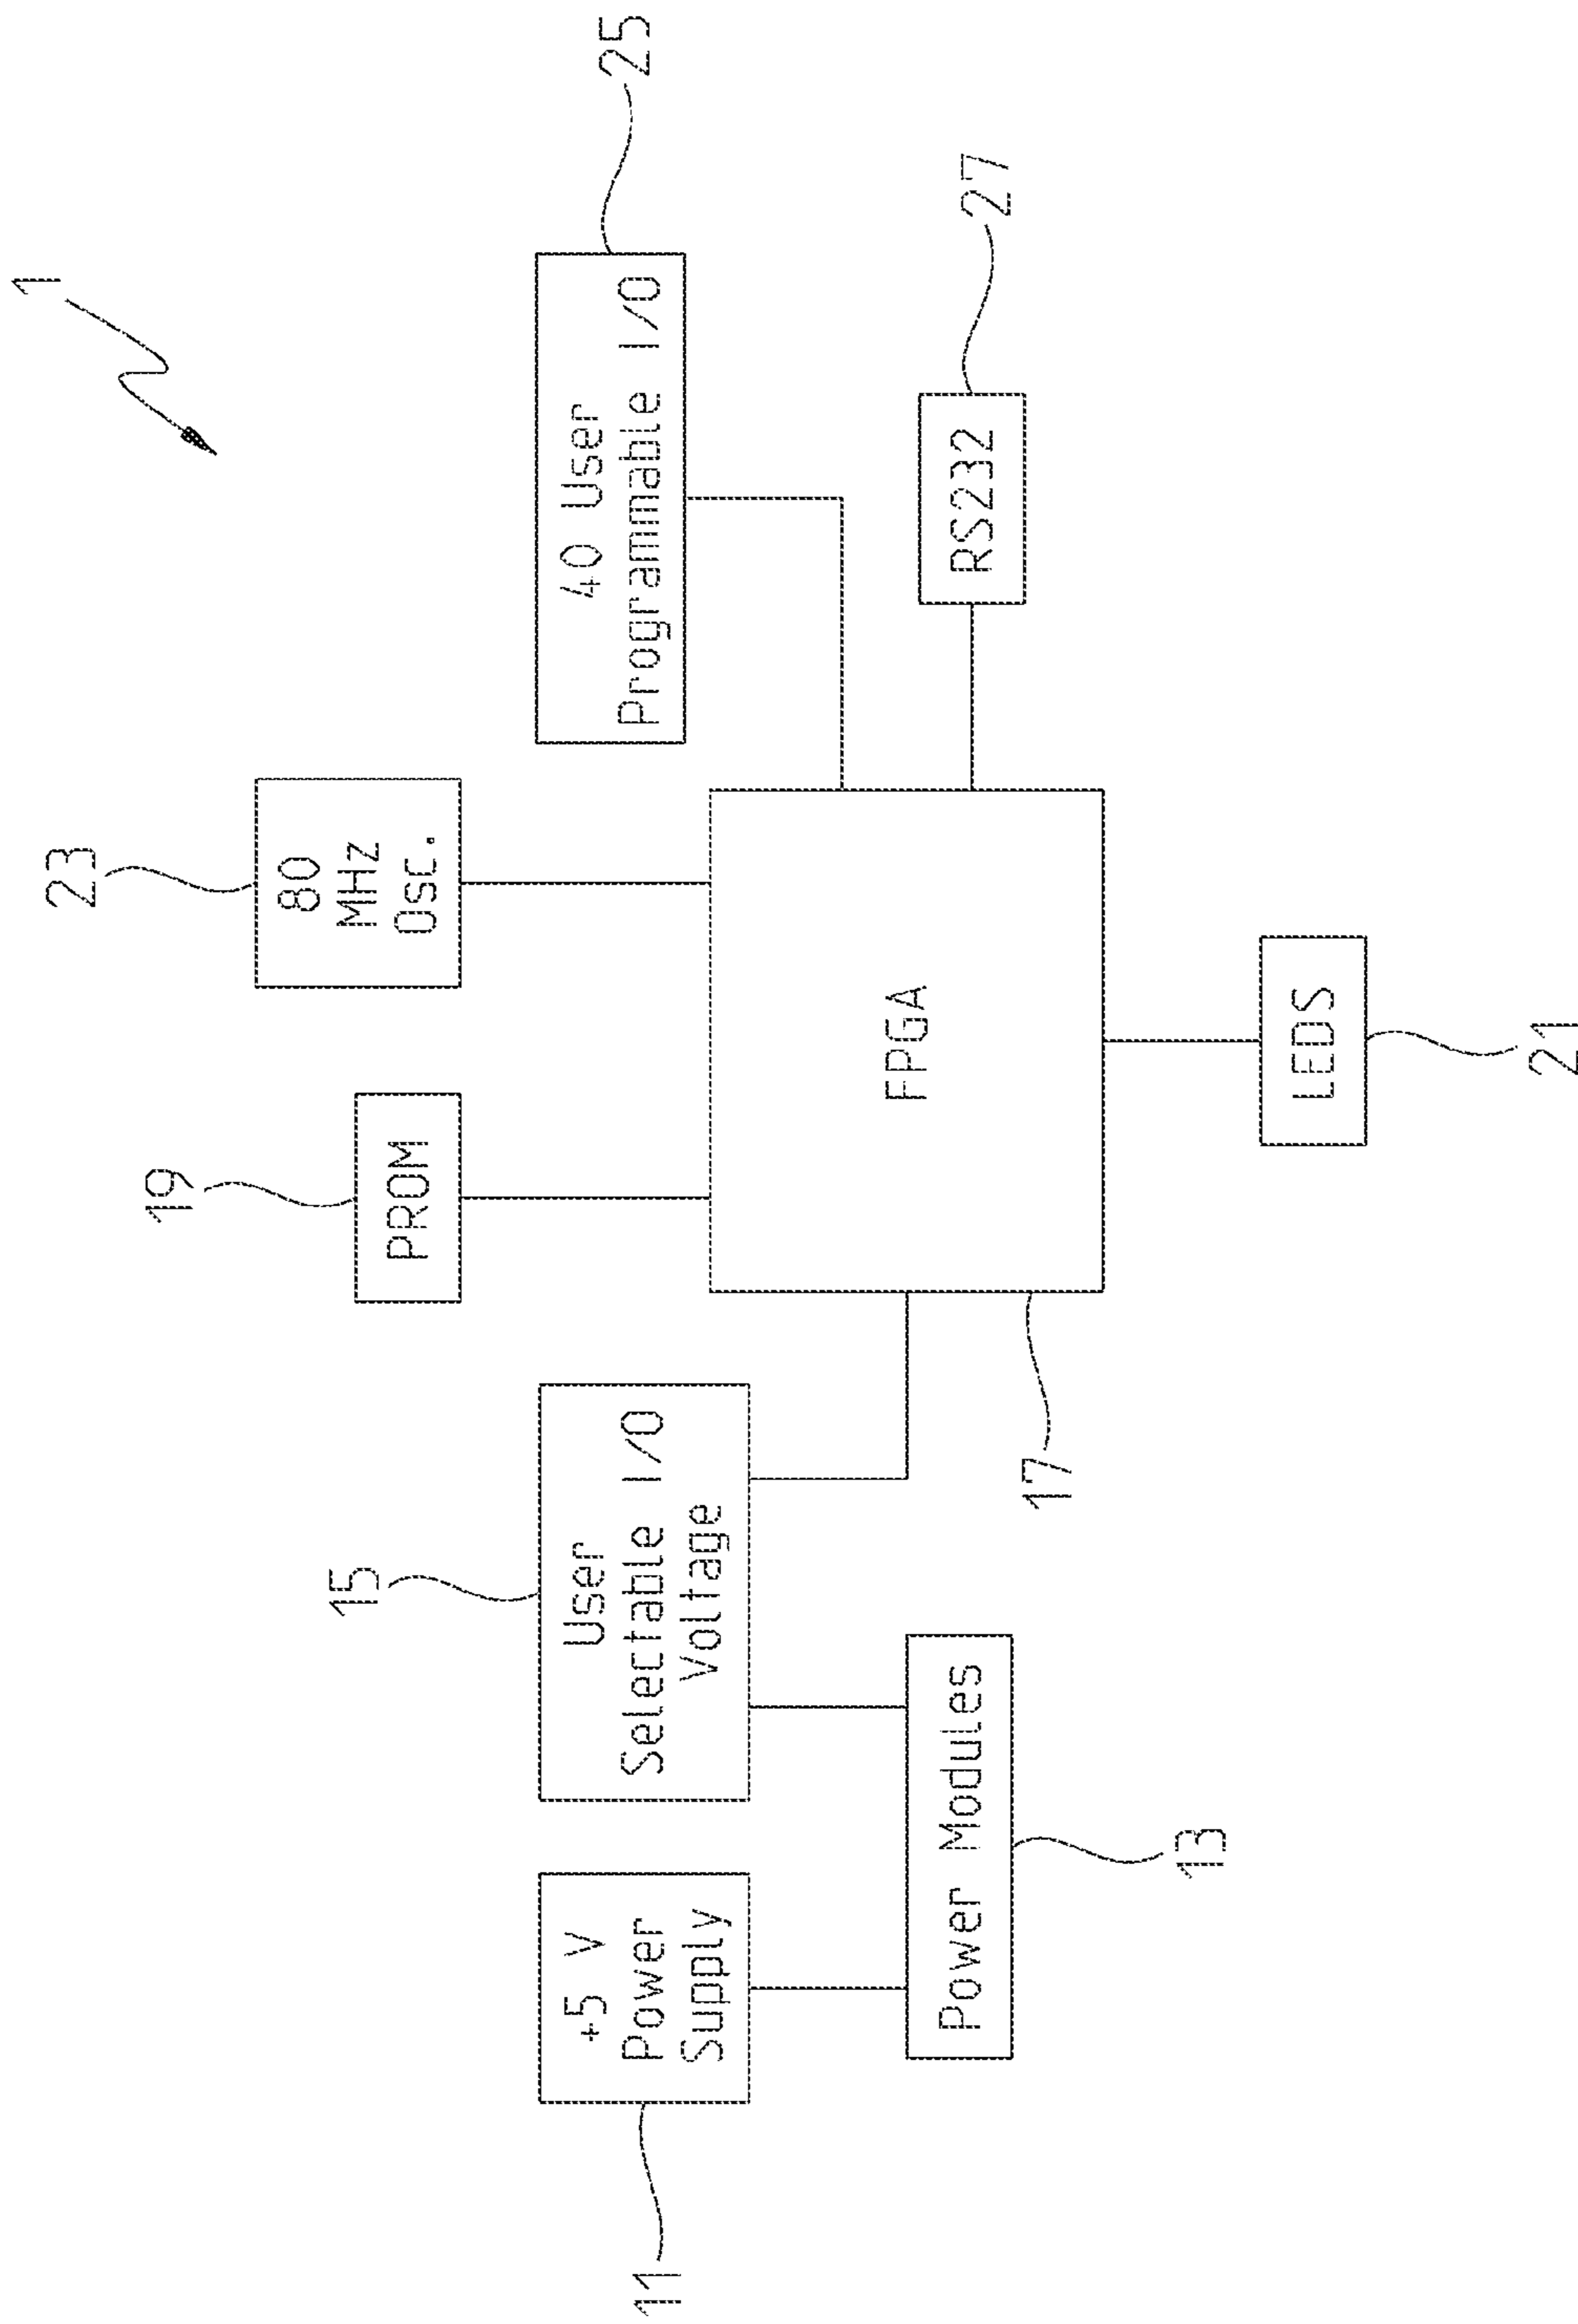 1
23
80
MHz
Osc.
25
40 User
Programmable I/O
19
PROM
15
User
Selectable I/O
Voltage
11
+5 V
Power
Supply
FPGA
17
RS232
27
Power Modules
13
LEDS
21